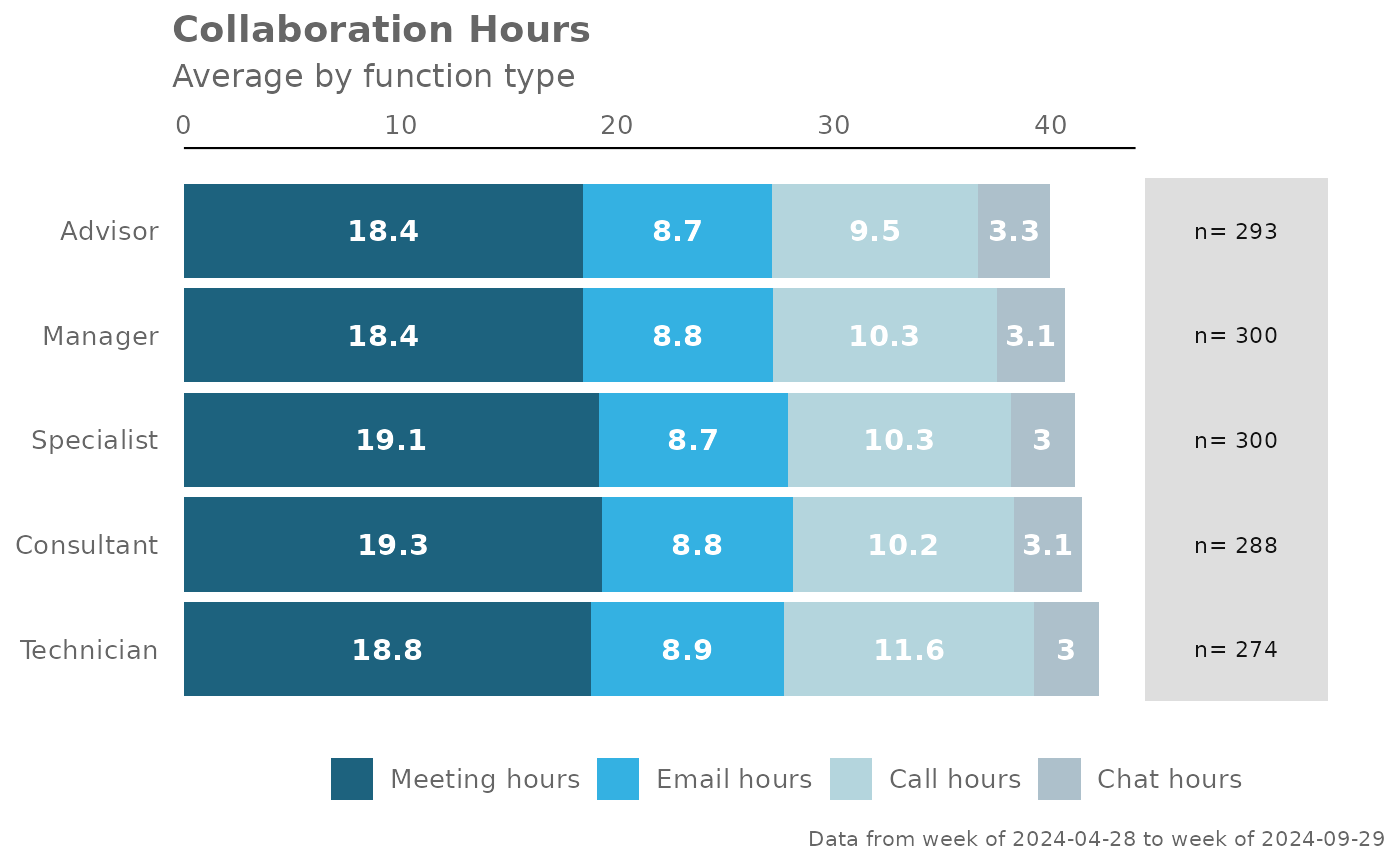 Collaboration Hours
Average by function type
0 10 20 30 40
Advisor 18.4 8.7 9.5 3.3 n= 293
Manager 18.4 8.8 10.3 3.1 n= 300
Specialist 19.1 8.7 10.3 3 n= 300
Consultant 19.3 8.8 10.2 3.1 n= 288
Technician 18.8 8.9 11.6 3 n= 274
Meeting hours Email hours Call hours Chat hours
Data from week of 2024-04-28 to week of 2024-09-29